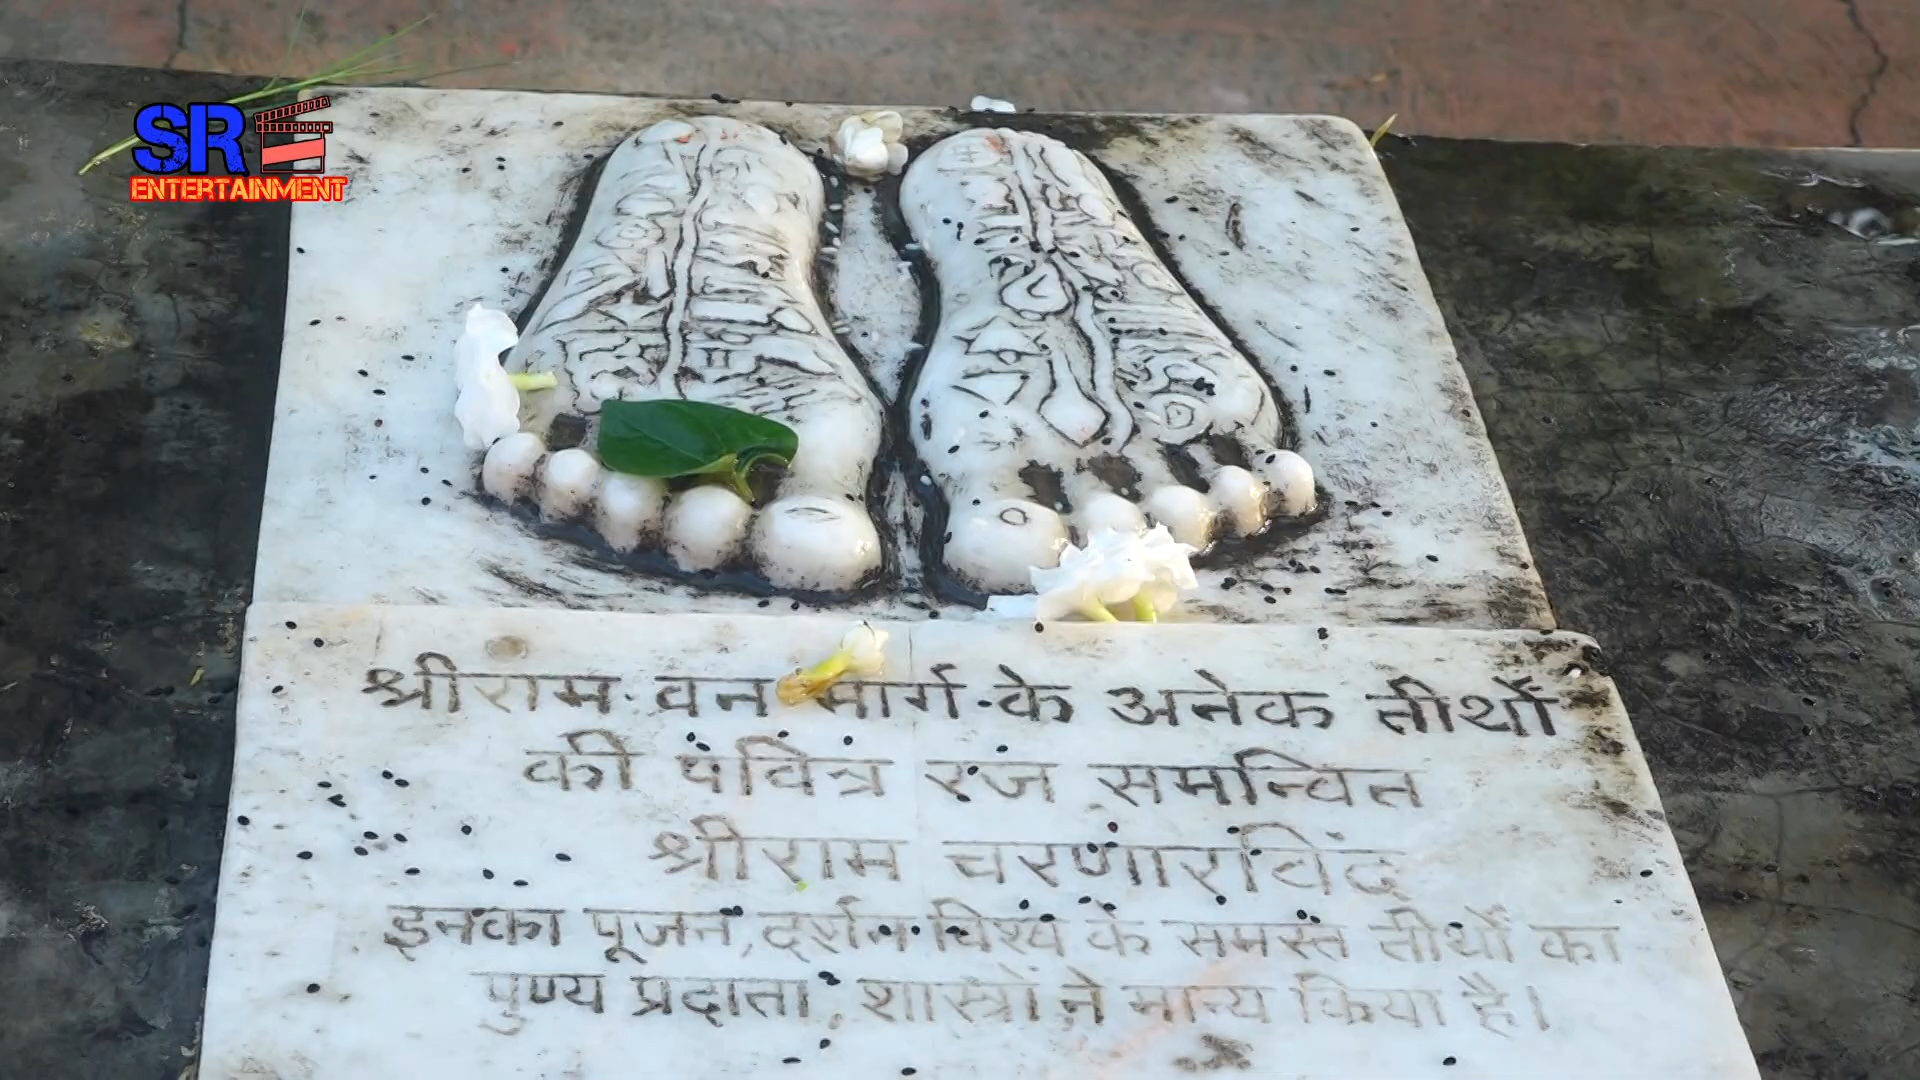 SR
ENTERTAINMENT
श्रीराम वन मार्ग के अनेक तीर्थों
की पवित्र रज समन्वित
श्रीराम चरणारविंद
इनका पूजन, दर्शन विश्व के समस्त तीर्थों का
पुण्य प्रदाता, शास्त्रों ने मान्य किया है।